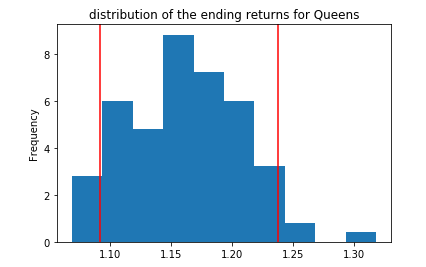 distribution of the ending returns for Queens
Frequency
8
6
4
2
0
1.10 1.15 1.20 1.25 1.30